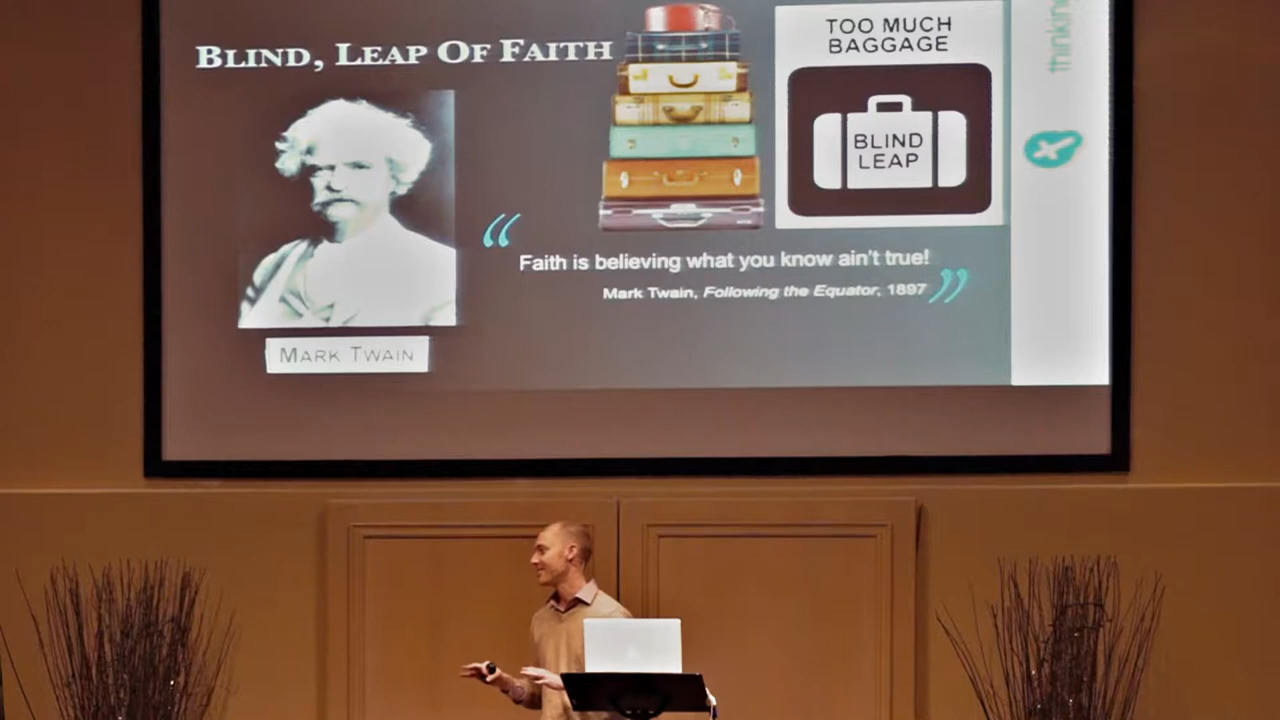 BLIND, LEAP OF FAITH
TOO MUCH
BAGGAGE
BLIND
LEAP
thinking
“
Faith is believing what you know ain't true!
Mark Twain, Following the Equator, 1897
”
MARK TWAIN